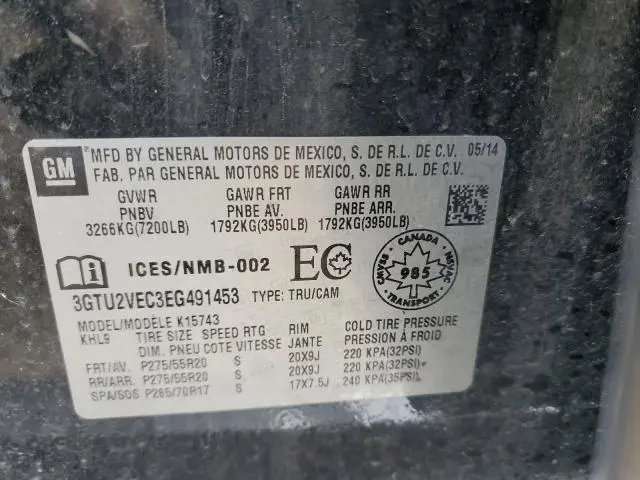 GM
MFD BY GENERAL MOTORS DE MEXICO, S. DE R.L. DE C.V. 05/14
FAB. PAR GENERAL MOTORS DE MEXICO, S. DE R.L. DE C.V.
GVWR GAWR FRT GAWR RR
PNBV PNBE AV. PNBE ARR.
3266KG(7200LB) 1792KG(3950LB) 1792KG(3950LB)
ICES/NMB-002 EC
CANADA
CMVSS 985 NSVAC
TRANSPORT
3GTU2VEC3EG491453 TYPE: TRU/CAM
MODEL/MODÈLE K15743
KHL9 TIRE SIZE SPEED RTG RIM COLD TIRE PRESSURE
DIM. PNEU COTE VITESSE JANTE PRESSION À FROID
FRT/AV. P275/55R20 S 20X9J 220 KPA(32PSI)
RR/ARR. P275/55R20 S 20X9J 220 KPA(32PSI)
SPA/SOS P265/70R17 S 17X7.5J 240 KPA(35PSI)